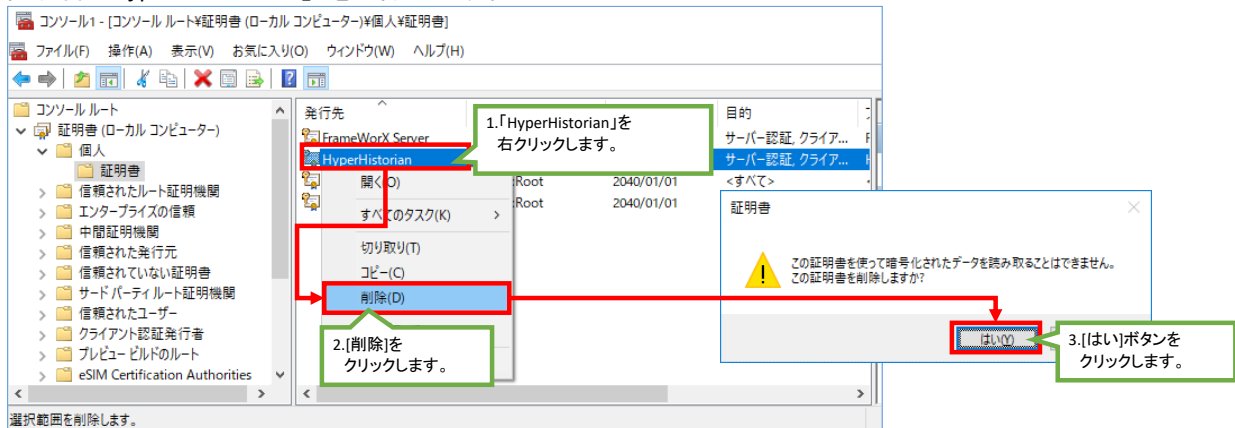 コンソール1 - [コンソール ルート¥証明書 (ローカル コンピューター)¥個人¥証明書]
ファイル(F) 操作(A) 表示(V) お気に入り(O) ウィンドウ(W) ヘルプ(H)
コンソール ルート
証明書 (ローカル コンピューター)
個人
証明書
信頼されたルート証明機関
エンタープライズの信頼
中間証明機関
信頼された発行元
信頼されていない証明書
サード パーティ ルート証明機関
信頼されたユーザー
クライアント認証発行者
プレビュー ビルドのルート
eSIM Certification Authorities
発行先 目的
FrameWorX Server サーバー認証, クライア...
HyperHistorian サーバー認証, クライア...
:Root 2040/01/01 <すべて>
:Root 2040/01/01
1.「HyperHistorian」を
右クリックします。
開く(O)
すべてのタスク(K)
切り取り(T)
コピー(C)
削除(D)
2.[削除]を
クリックします。
証明書
この証明書を使って暗号化されたデータを読み取ることはできません。
この証明書を削除しますか?
はい(Y)
3.[はい]ボタンを
クリックします。
選択範囲を削除します。